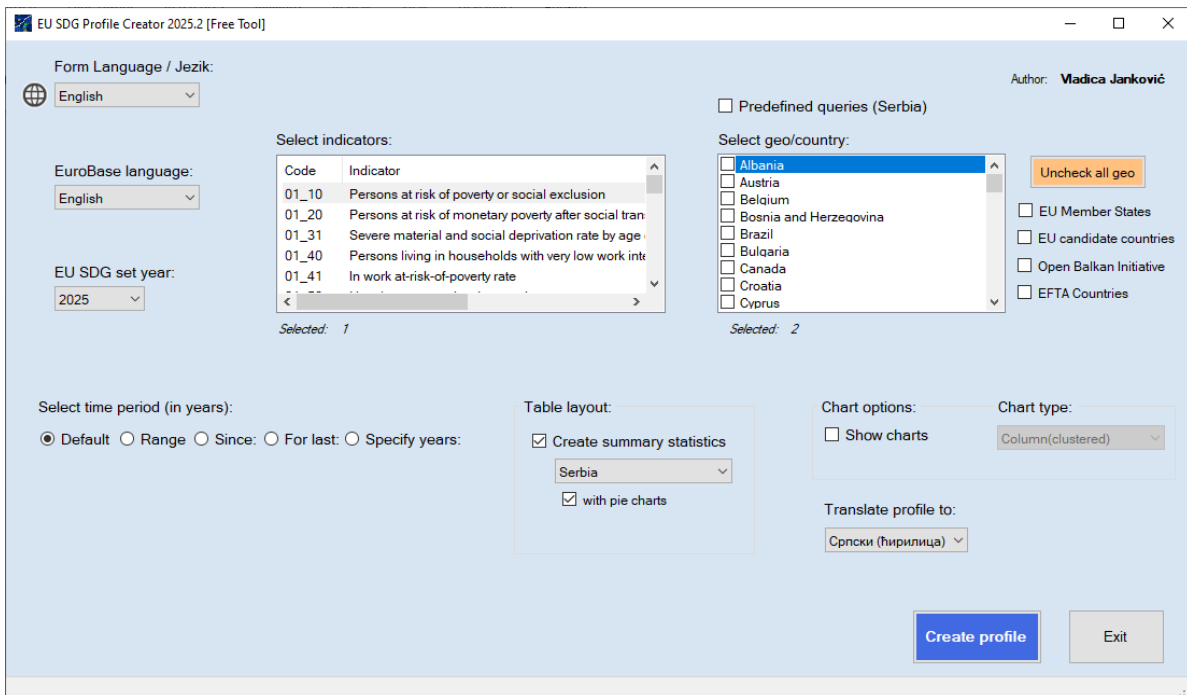 EU SDG Profile Creator 2025.2 [Free Tool]
Form Language / Jezik:
English
Author: Vladica Janković
Predefined queries (Serbia)
Select indicators:
Select geo/country:
EuroBase language:
English
Code Indicator
01_10 Persons at risk of poverty or social exclusion
01_20 Persons at risk of monetary poverty after social tran
01_31 Severe material and social deprivation rate by age
01_40 Persons living in households with very low work inte
01_41 In work at-risk-of-poverty rate
Albania
Austria
Belgium
Bosnia and Herzegovina
Brazil
Bulgaria
Canada
Croatia
Cyprus
Uncheck all geo
EU Member States
EU candidate countries
Open Balkan Initiative
EFTA Countries
EU SDG set year:
2025
Selected: 1
Selected: 2
Select time period (in years):
Default Range Since: For last: Specify years:
Table layout:
Create summary statistics
Serbia
with pie charts
Chart options:
Chart type:
Show charts
Column(clustered)
Translate profile to:
Српски (ћирилица)
Create profile
Exit